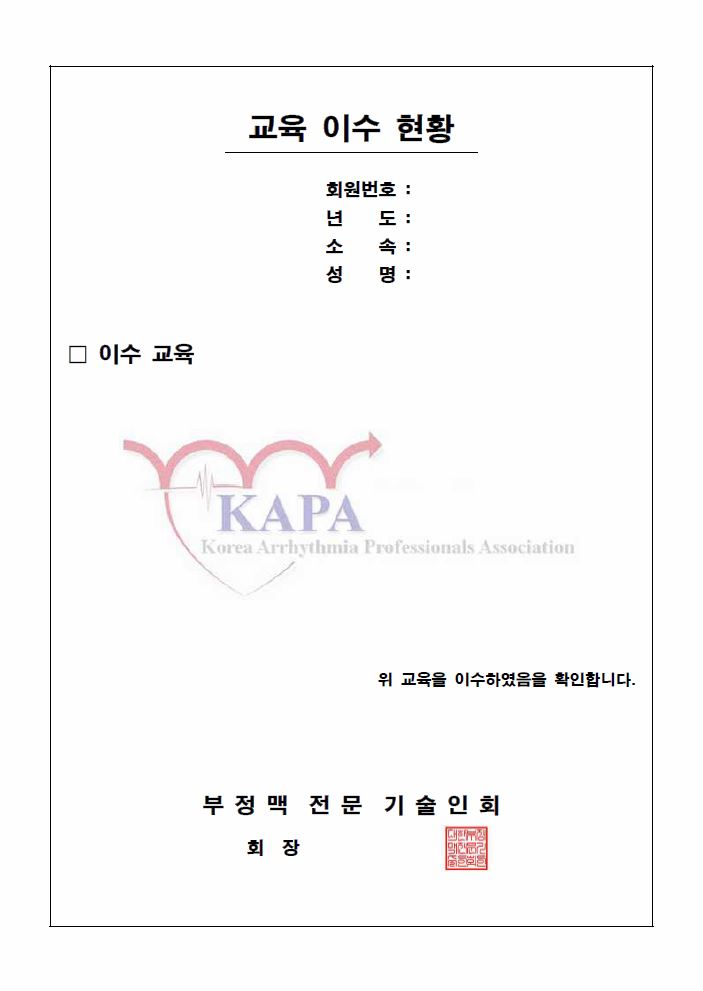 교육 이수 현황
회원번호 :
년 도 :
소 속 :
성 명 :
□ 이수 교육
KAPA
Korea Arrhythmia Professionals Association
위 교육을 이수하였음을 확인합니다.
부 정 맥 전 문 기 술 인 회
회 장